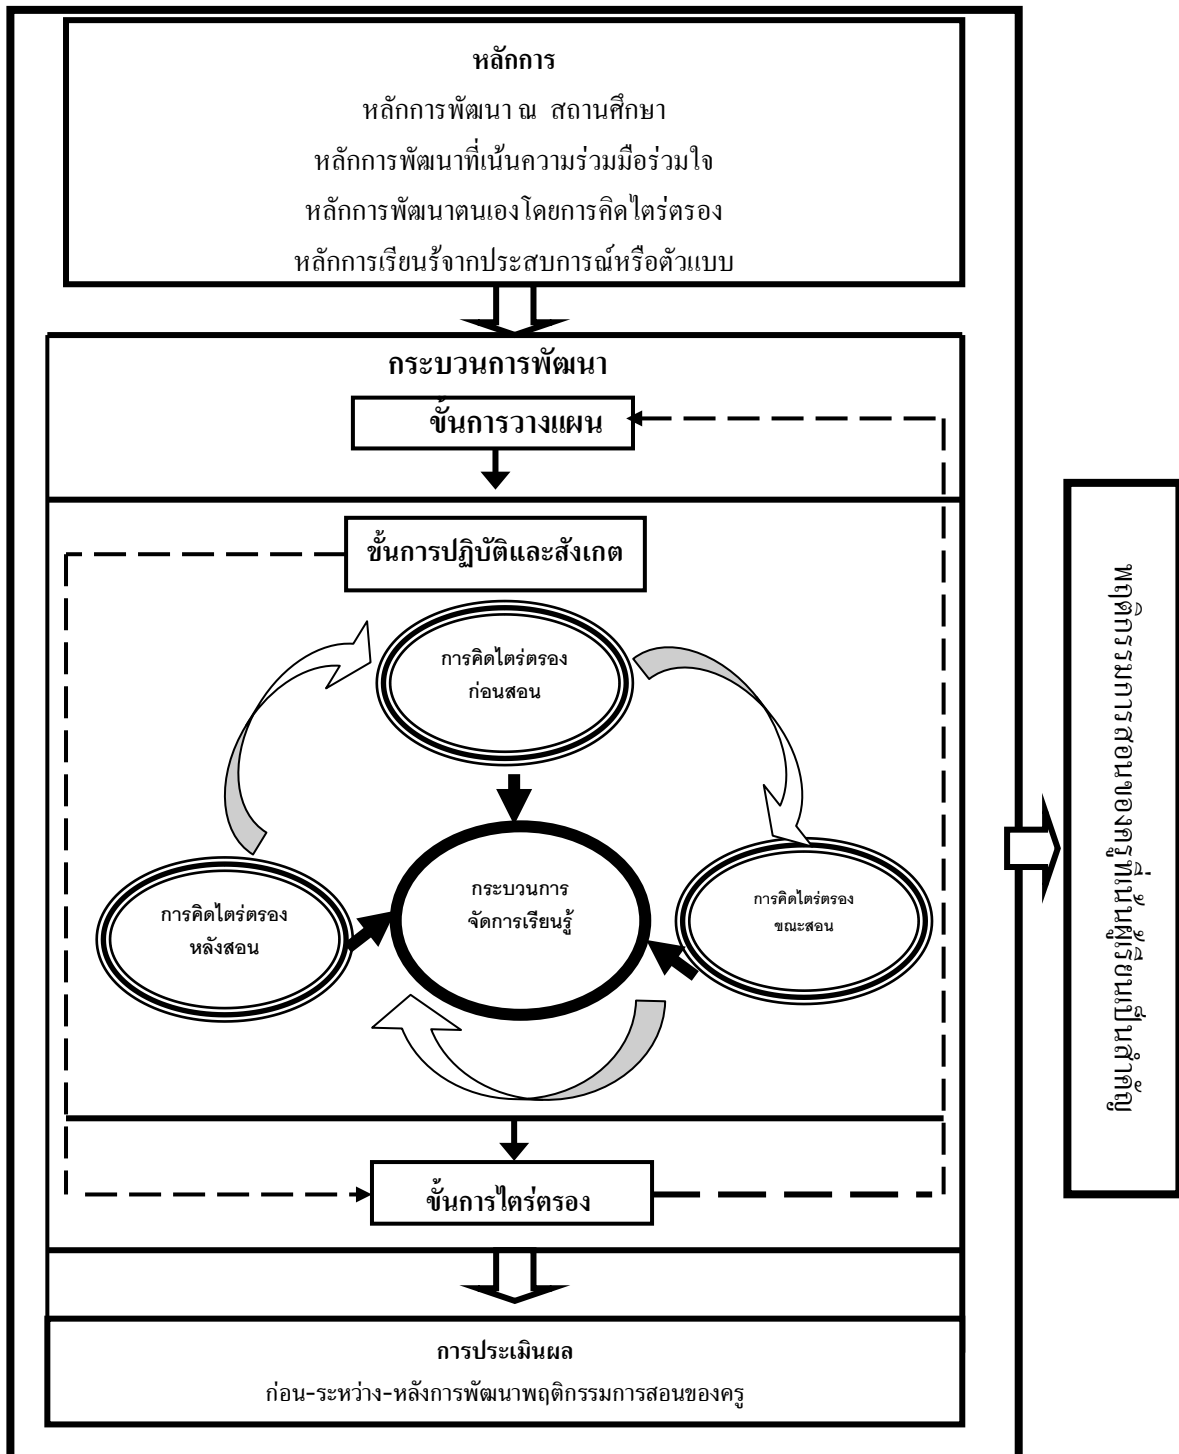 หลักการ
หลักการพัฒนา ณ สถานศึกษา
หลักการพัฒนาที่เน้นความร่วมมือร่วมใจ
หลักการพัฒนาตนเองโดยการคิดไตร่ตรอง
หลักการเรียนรู้จากประสบการณ์หรือตัวแบบ
กระบวนการพัฒนา
ขั้นการวางแผน
ขั้นการปฏิบัติและสังเกต
การคิดไตร่ตรอง
ก่อนสอน
กระบวนการ
จัดการเรียนรู้
การคิดไตร่ตรอง
หลังสอน
การคิดไตร่ตรอง
ขณะสอน
ขั้นการไตร่ตรอง
การประเมินผล
ก่อน-ระหว่าง-หลังการพัฒนาพฤติกรรมการสอนของครู
พฤติกรรมการสอนของครูที่เน้นผู้เรียนเป็นสำคัญ